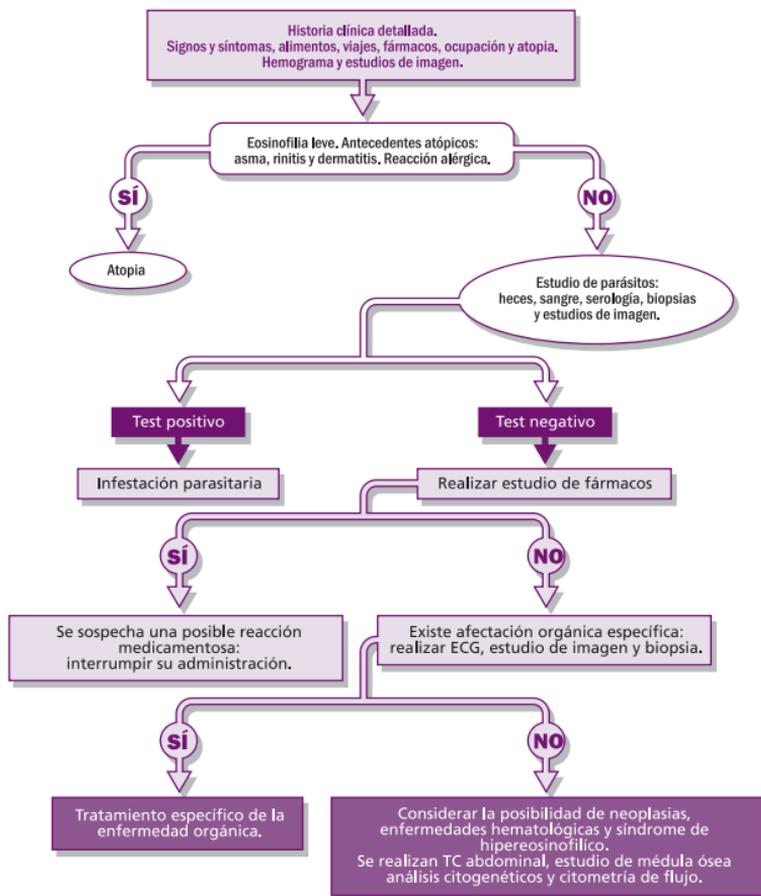 Historia clínica detallada.
Signos y síntomas, alimentos, viajes, fármacos, ocupación y atopia.
Hemograma y estudios de imagen.
Eosinofilia leve. Antecedentes atópicos:
asma, rinitis y dermatitis. Reacción alérgica.
SÍ
NO
Atopia
Estudio de parásitos:
heces, sangre, serología, biopsias
y estudios de imagen.
Test positivo
Test negativo
Infestación parasitaria
Realizar estudio de fármacos
SÍ
NO
Se sospecha una posible reacción
medicamentosa:
interrumpir su administración.
Existe afectación orgánica específica:
realizar ECG, estudio de imagen y biopsia.
SÍ
NO
Tratamiento específico de la
enfermedad orgánica.
Considerar la posibilidad de neoplasias,
enfermedades hematológicas y síndrome de
hipereosinofilíco.
Se realizan TC abdominal, estudio de médula ósea
análisis citogenéticos y citometría de flujo.